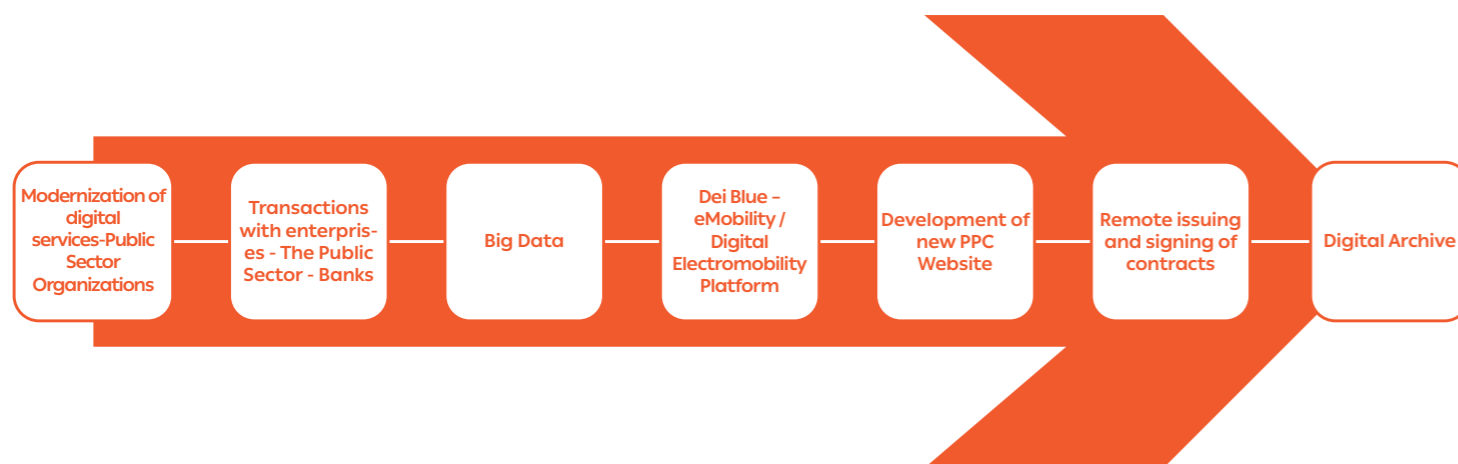 Modernization of
digital
services-Public
Sector
Organizations
Transactions
with enterpris-
es - The Public
Sector - Banks
Big Data
Dei Blue –
eMobility /
Digital
Electromobility
Platform
Development of
new PPC
Website
Remote issuing
and signing of
contracts
Digital Archive